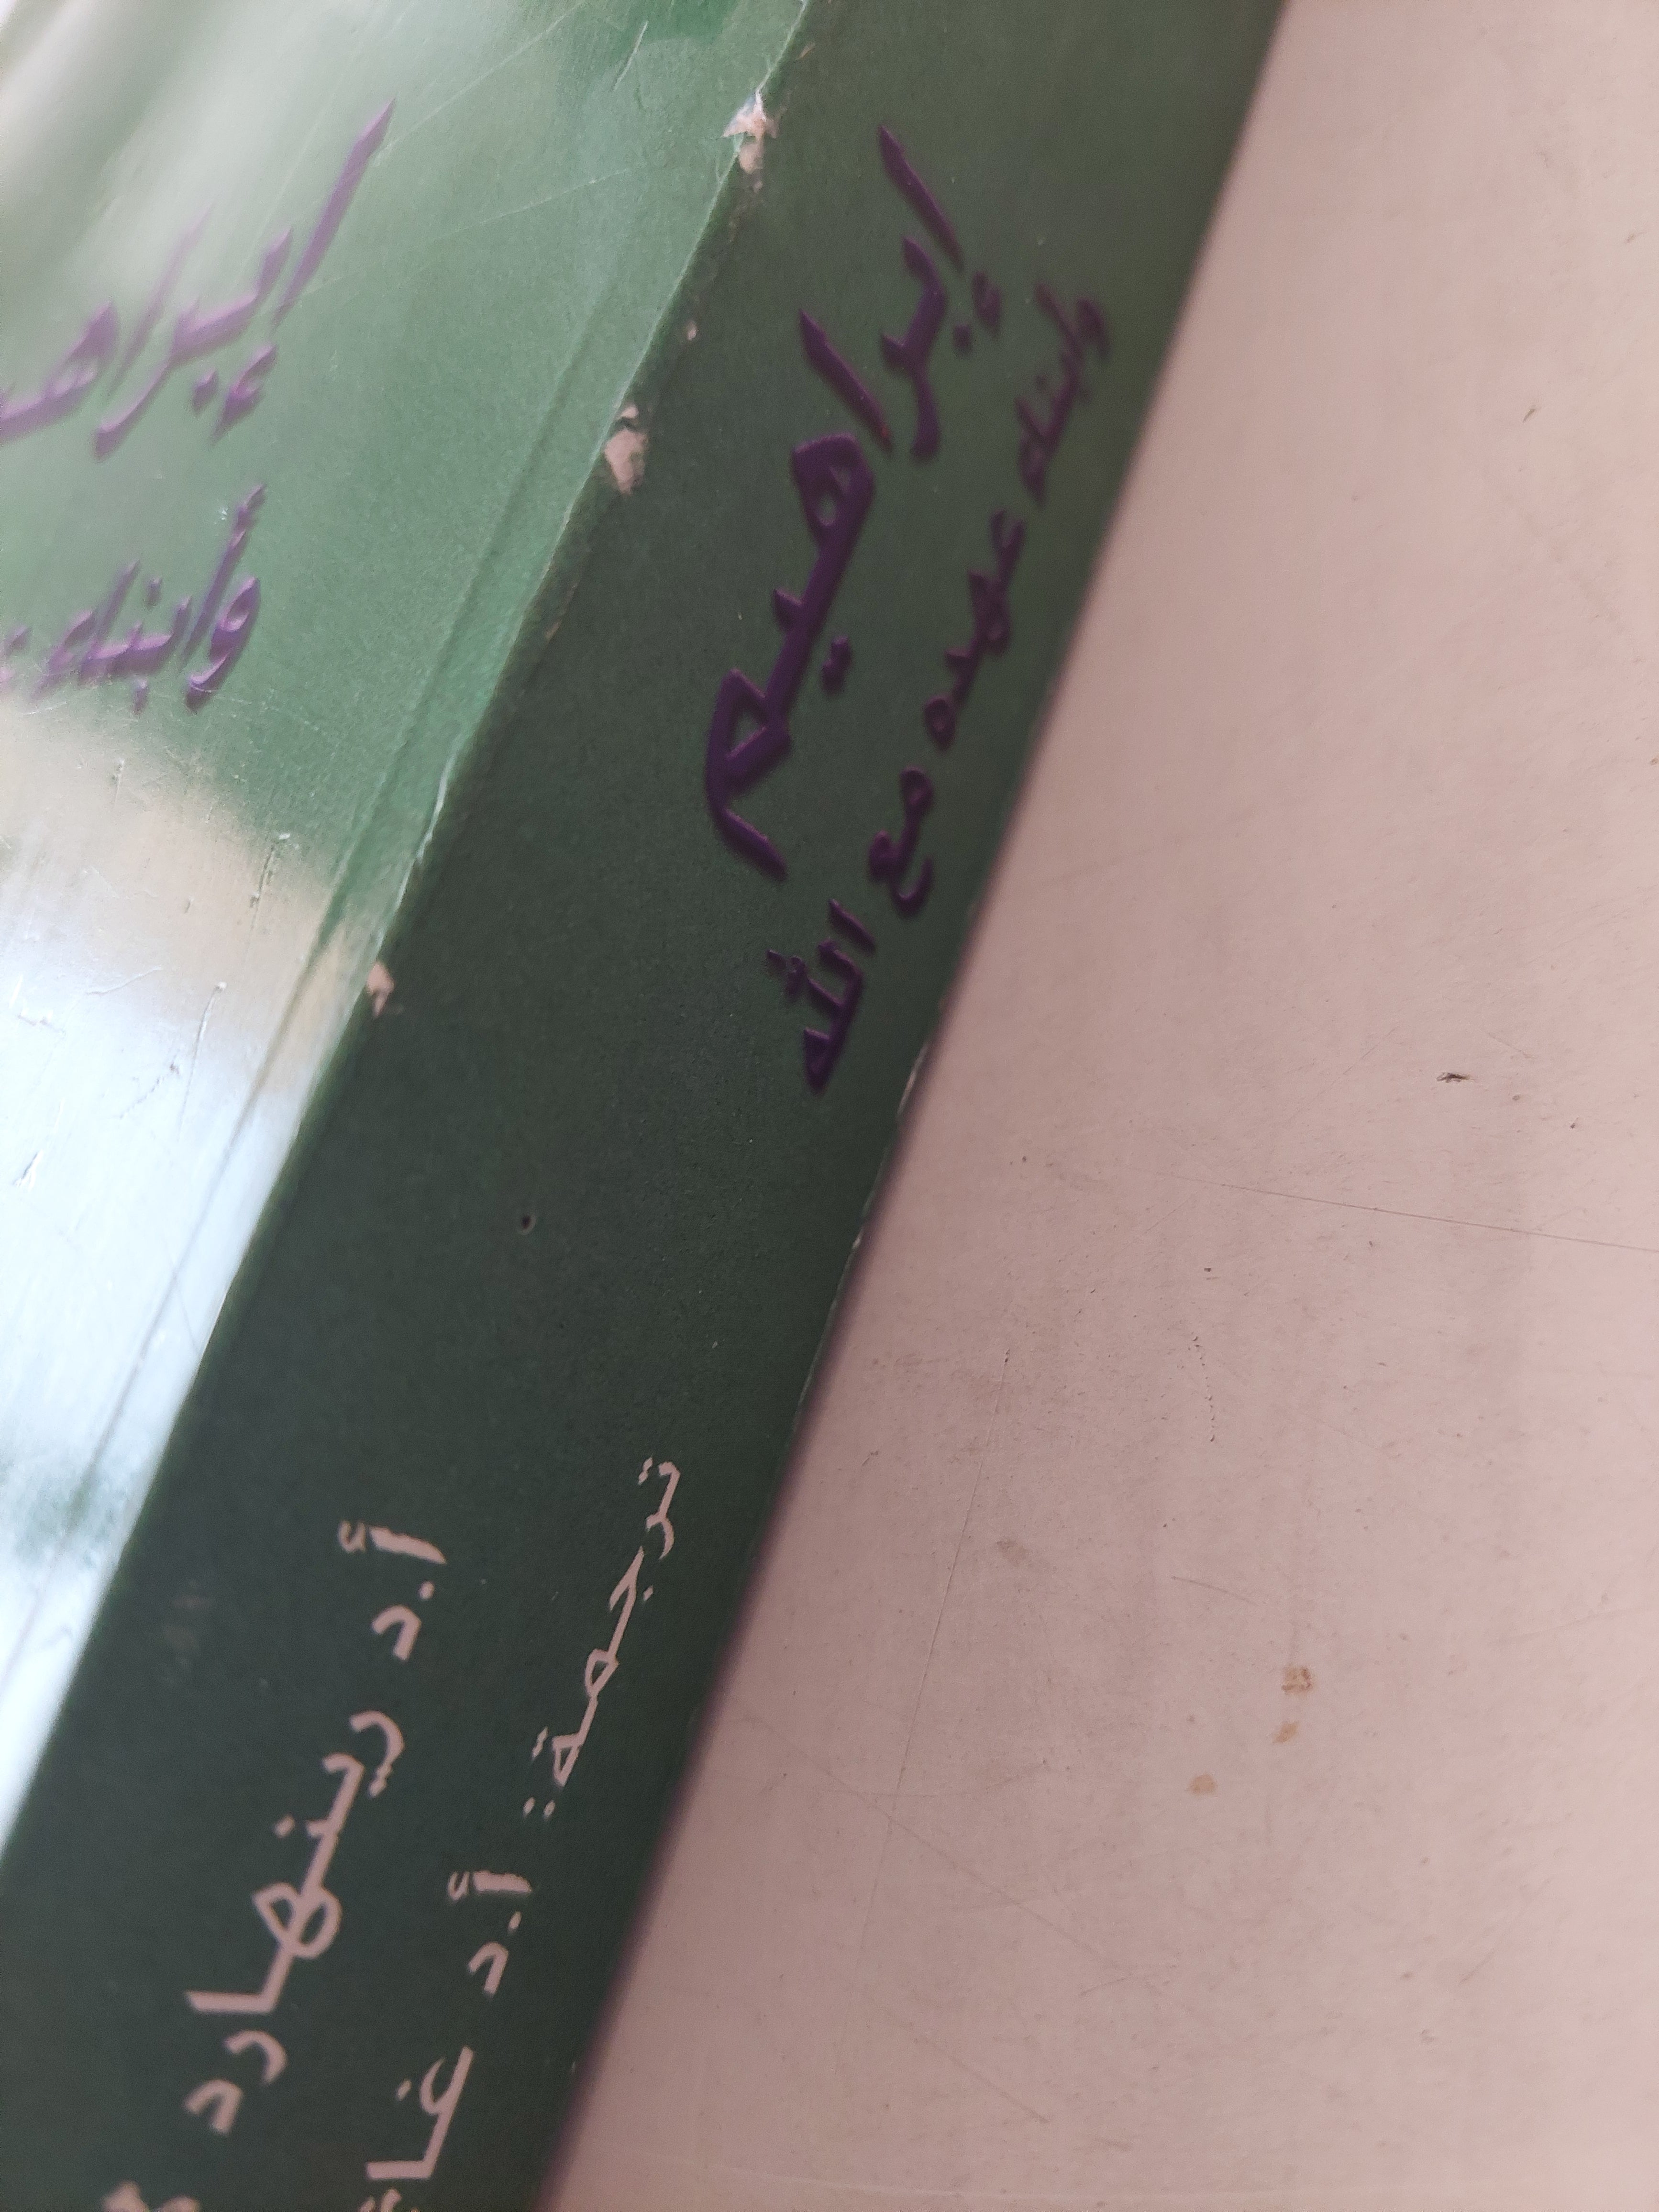 إبراهيم
وأبناء عهده مع الله
أ.د رينهارد
ترجمة: أ.د
إبراهـ
وأبناء